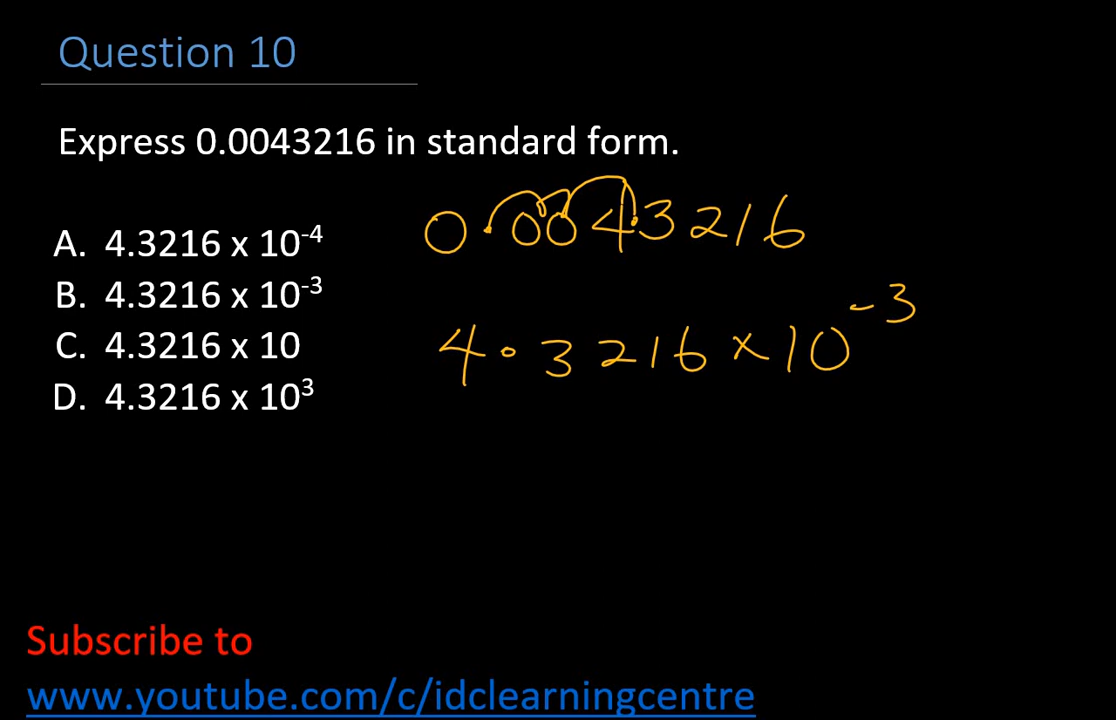 Question 10
Express 0.0043216 in standard form.
0.0043216
A. 4.3216 x 10⁻⁴
B. 4.3216 x 10⁻³
4.3216 x 10⁻³
C. 4.3216 x 10
D. 4.3216 x 10³
Subscribe to
www.youtube.com/c/idclearningcentre